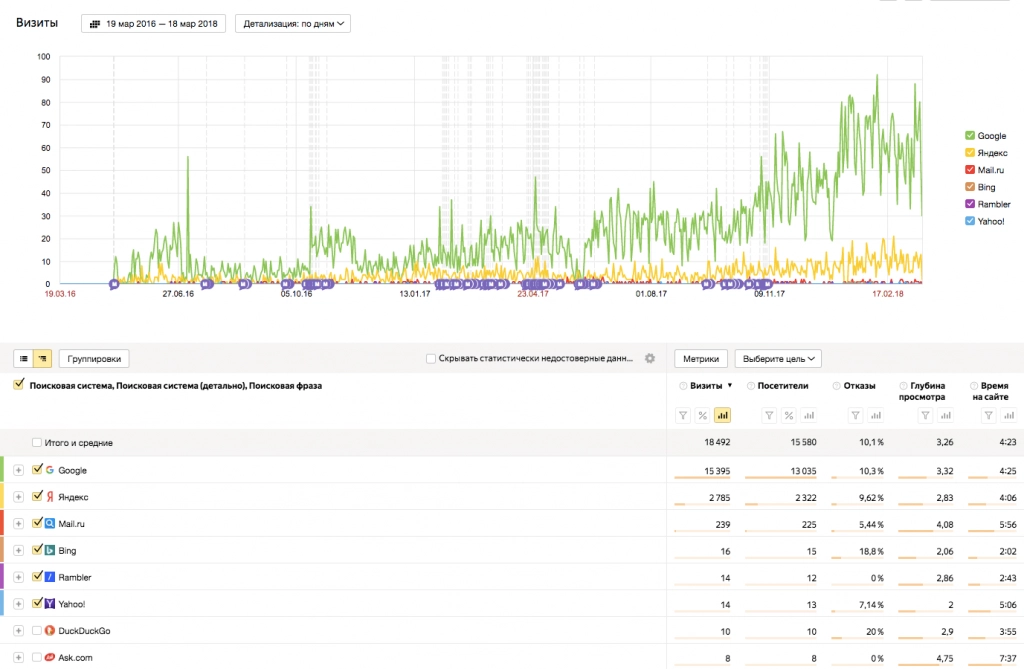 Визиты 19 мар 2016 — 18 мар 2018 Детализация: по дням
100
90
80
70
60
50
40
30
20
10
0
19.03.16 27.06.16 05.10.16 13.01.17 23.04.17 01.08.17 09.11.17 17.02.18
Google
Яндекс
Mail.ru
Bing
Rambler
Yahoo!
Группировки Скрывать статистически недостоверные данн... Метрики Выберите цель
Поисковая система, Поисковая система (детально), Поисковая фраза Визиты ▼ Посетители Отказы Глубина просмотра Время на сайте
Итого и средние 18 492 15 580 10,1 % 3,26 4:23
Google 15 395 13 035 10,3 % 3,32 4:25
Яндекс 2 785 2 322 9,62 % 2,83 4:06
Mail.ru 239 225 5,44 % 4,08 5:56
Bing 16 15 18,8 % 2,06 2:02
Rambler 14 12 0 % 2,86 2:43
Yahoo! 14 13 7,14 % 2 5:06
DuckDuckGo 10 10 20 % 2,9 3:55
Ask.com 8 8 0 % 4,75 7:37